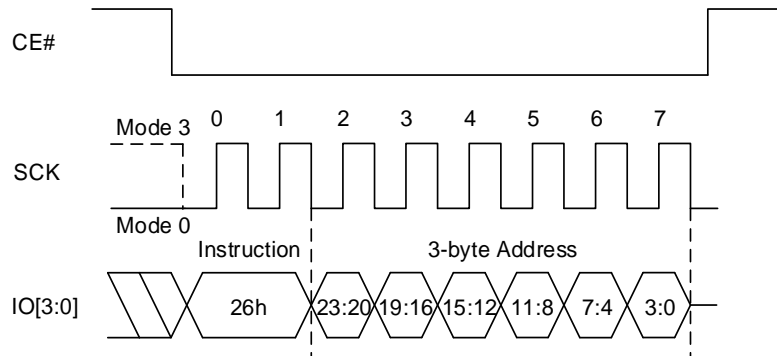 CE#
0 1 2 3 4 5 6 7
Mode 3
SCK
Mode 0
Instruction 3-byte Address
IO[3:0] 26h 23:20 19:16 15:12 11:8 7:4 3:0